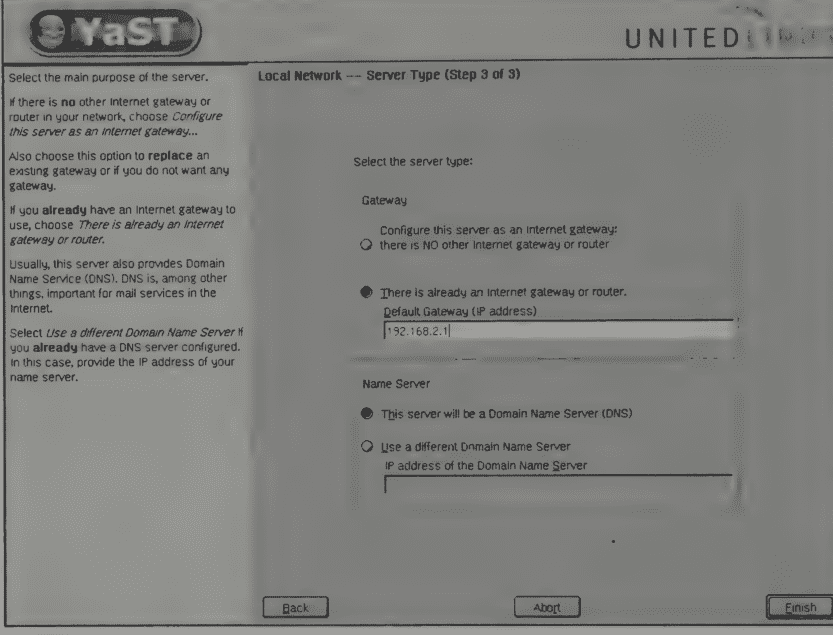 YaST
UNITED
Select the main purpose of the server.
If there is no other Internet gateway or
router in your network, choose Configure
this server as an Internet gateway...
Also choose this option to replace an
existing gateway or if you do not want any
gateway.
If you already have an Internet gateway to
use, choose There is already an Internet
gateway or router.
Usually, this server also provides Domain
Name Service (DNS). DNS is, among other
things, important for mail services in the
Internet.
Select Use a different Domain Name Server if
you already have a DNS server configured.
In this case, provide the IP address of your
name server.
Local Network --- Server Type (Step 3 of 3)
Select the server type:
Gateway
Configure this server as an Internet gateway:
there is NO other Internet gateway or router
There is already an Internet gateway or router.
Default Gateway (IP address)
192.168.2.1
Name Server
This server will be a Domain Name Server (DNS)
Use a different Domain Name Server
IP address of the Domain Name Server
Back
Abort
Finish